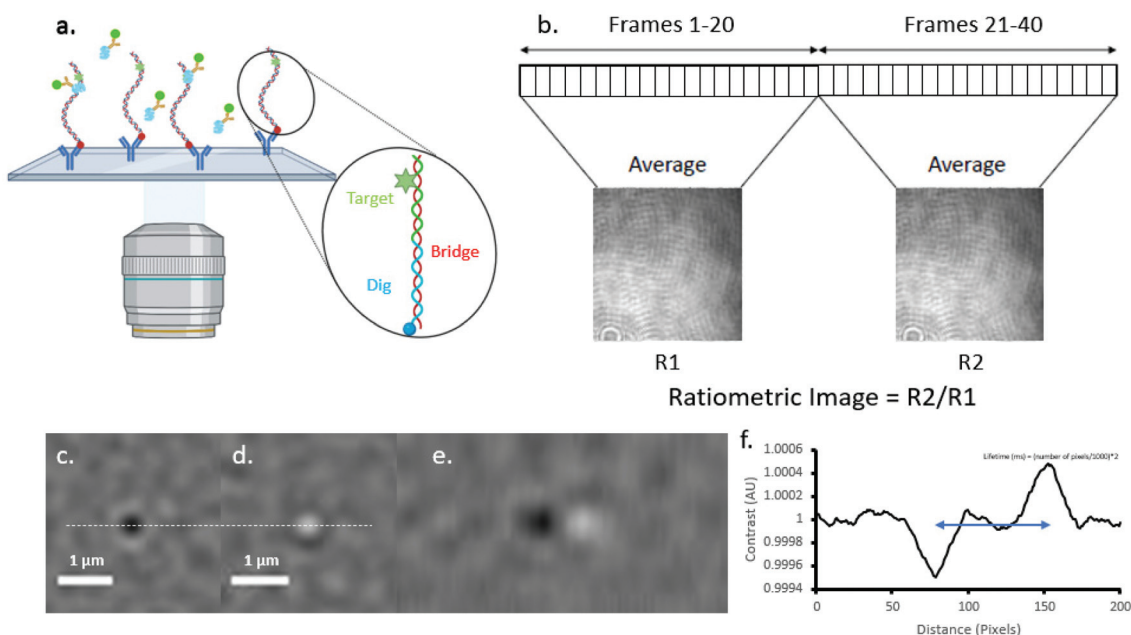 a.
Target
Bridge
Dig
b.
Frames 1-20
Frames 21-40
Average
Average
R1
R2
Ratiometric Image = R2/R1
c.
1 μm
d.
1 μm
e.
f.
Lifetime (ms) = (number of pixels/1000)*2
Contrast (AU)
1.0006
1.0004
1.0002
1
0.9998
0.9996
0.9994
0
50
100
150
200
Distance (Pixels)